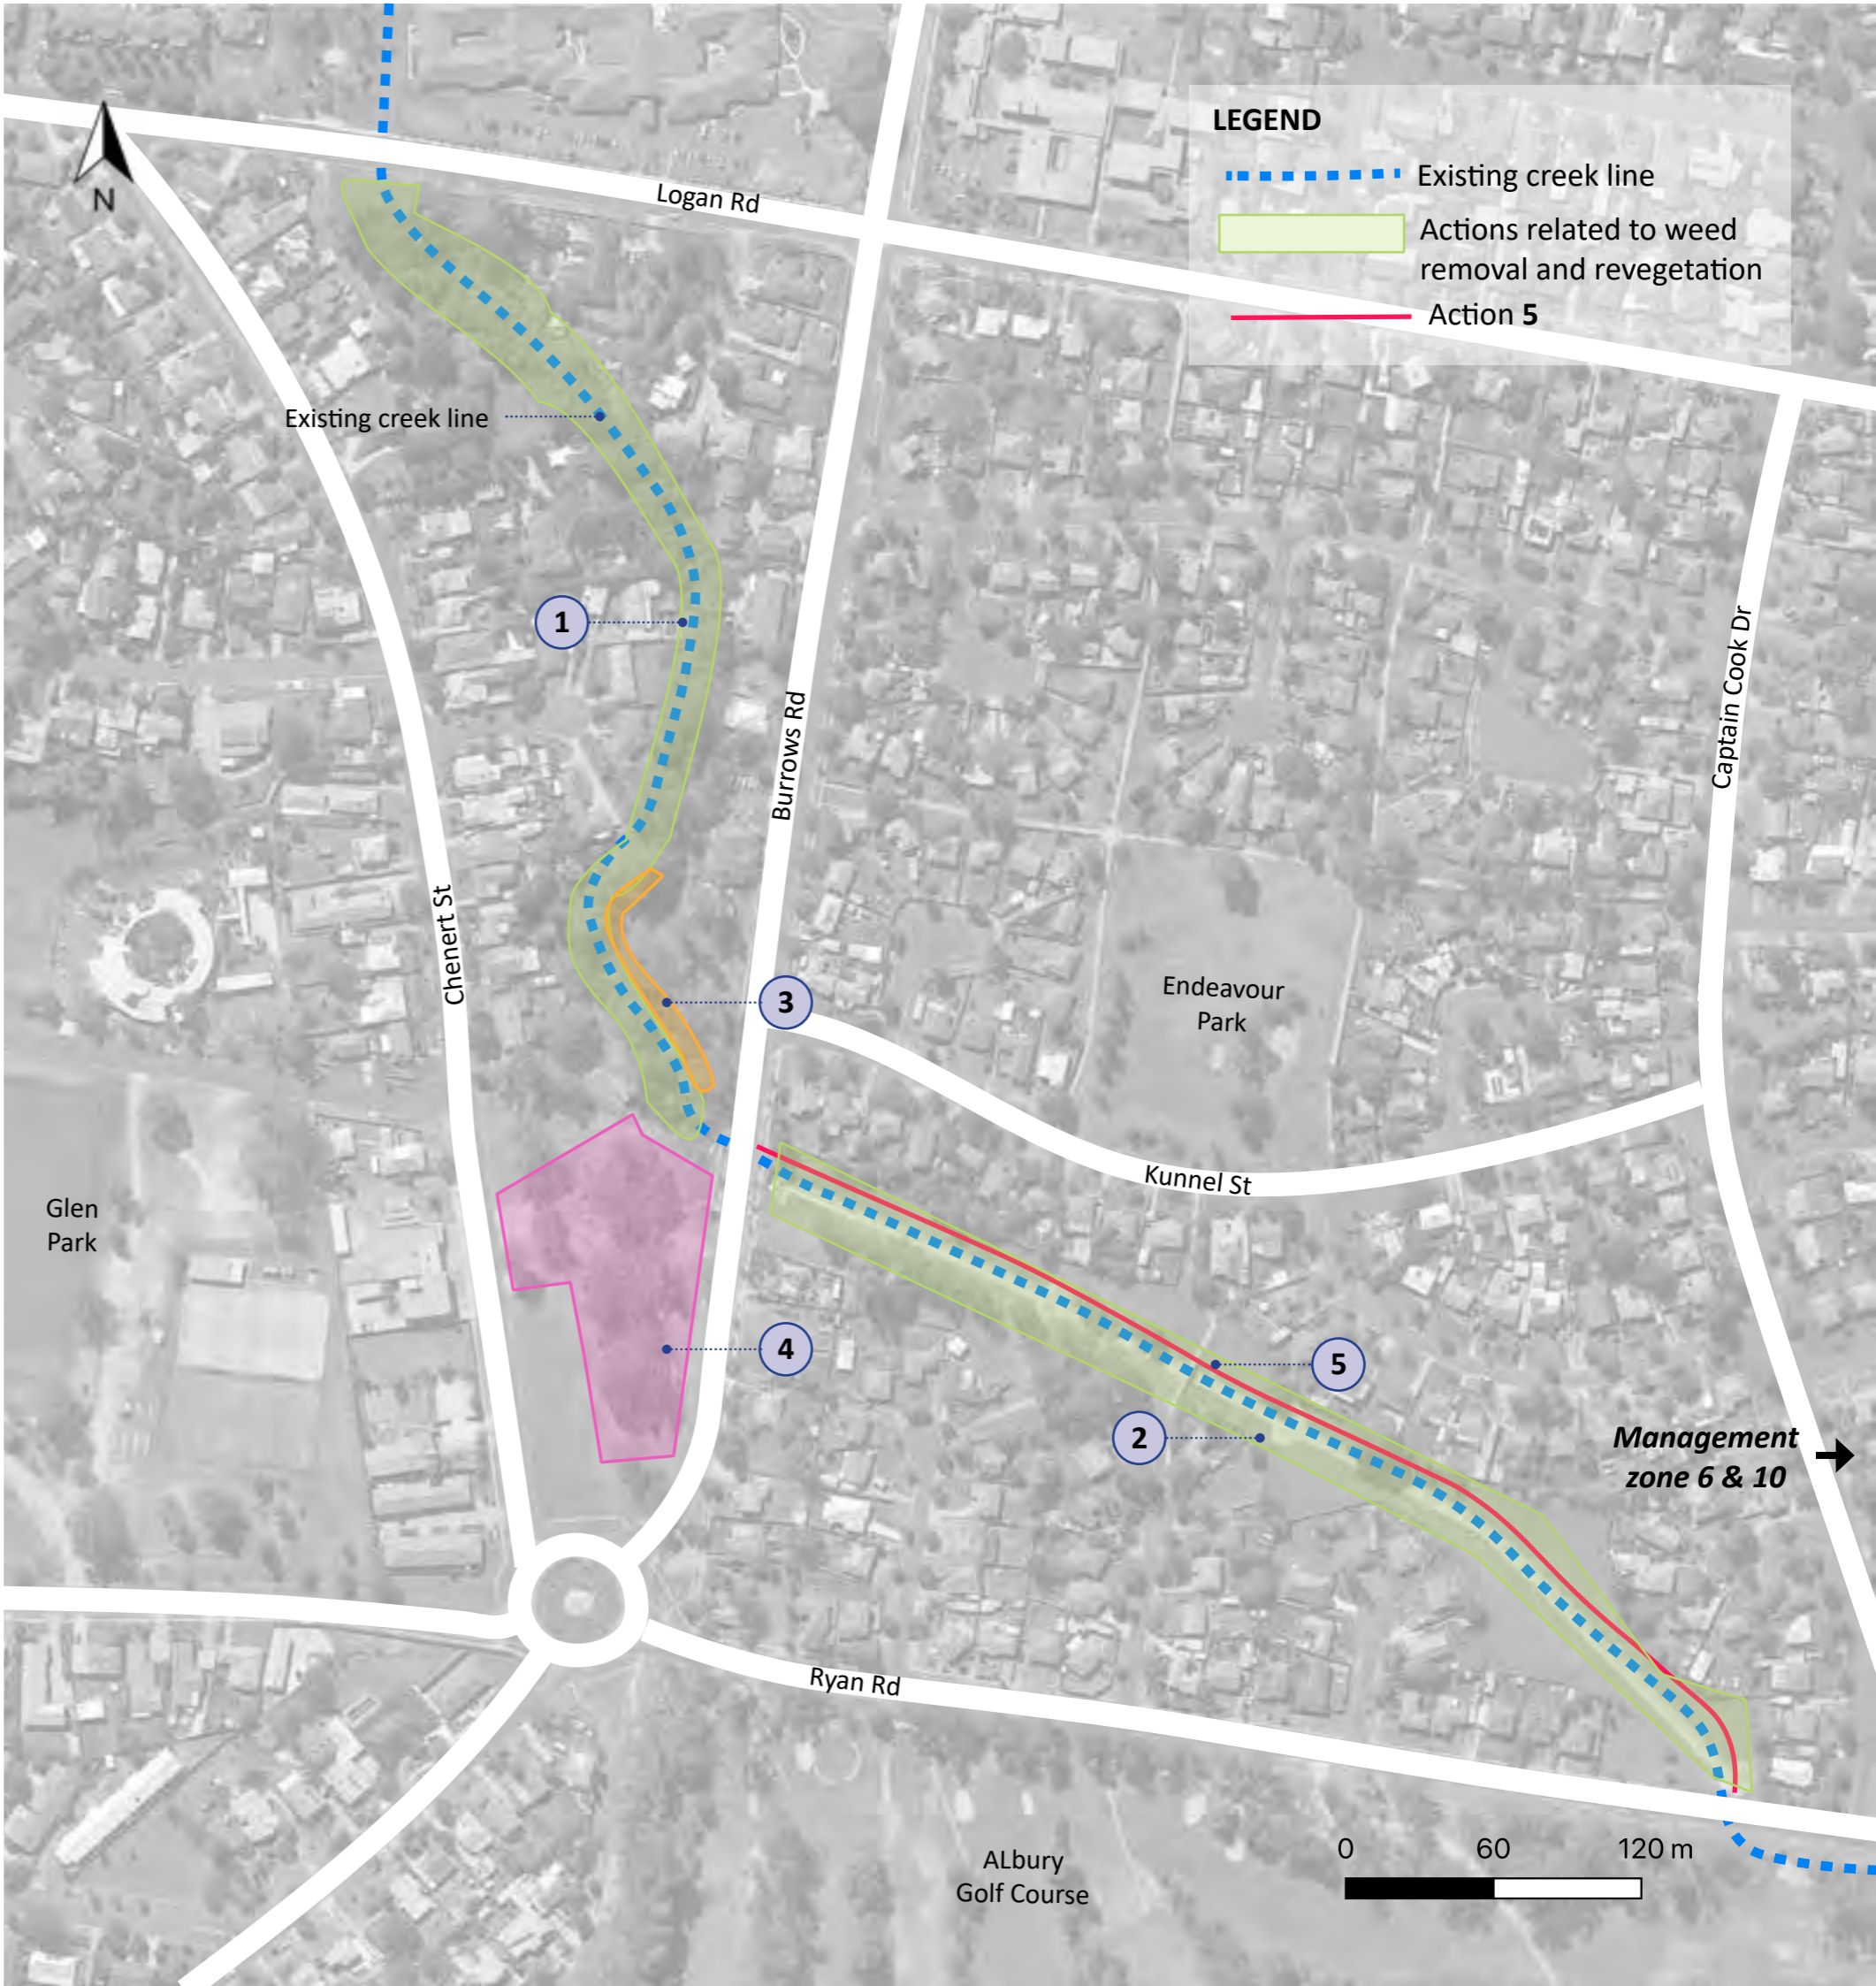 LEGEND
Existing creek line
Actions related to weed
removal and revegetation
Action 5
N
Logan Rd
Existing creek line
1
Burrows Rd
Captain Cook Dr
Chenert St
3
Endeavour
Park
Kunnel St
Glen
Park
4
5
2
Management
zone 6 & 10
Ryan Rd
ALbury
Golf Course
0 60 120 m